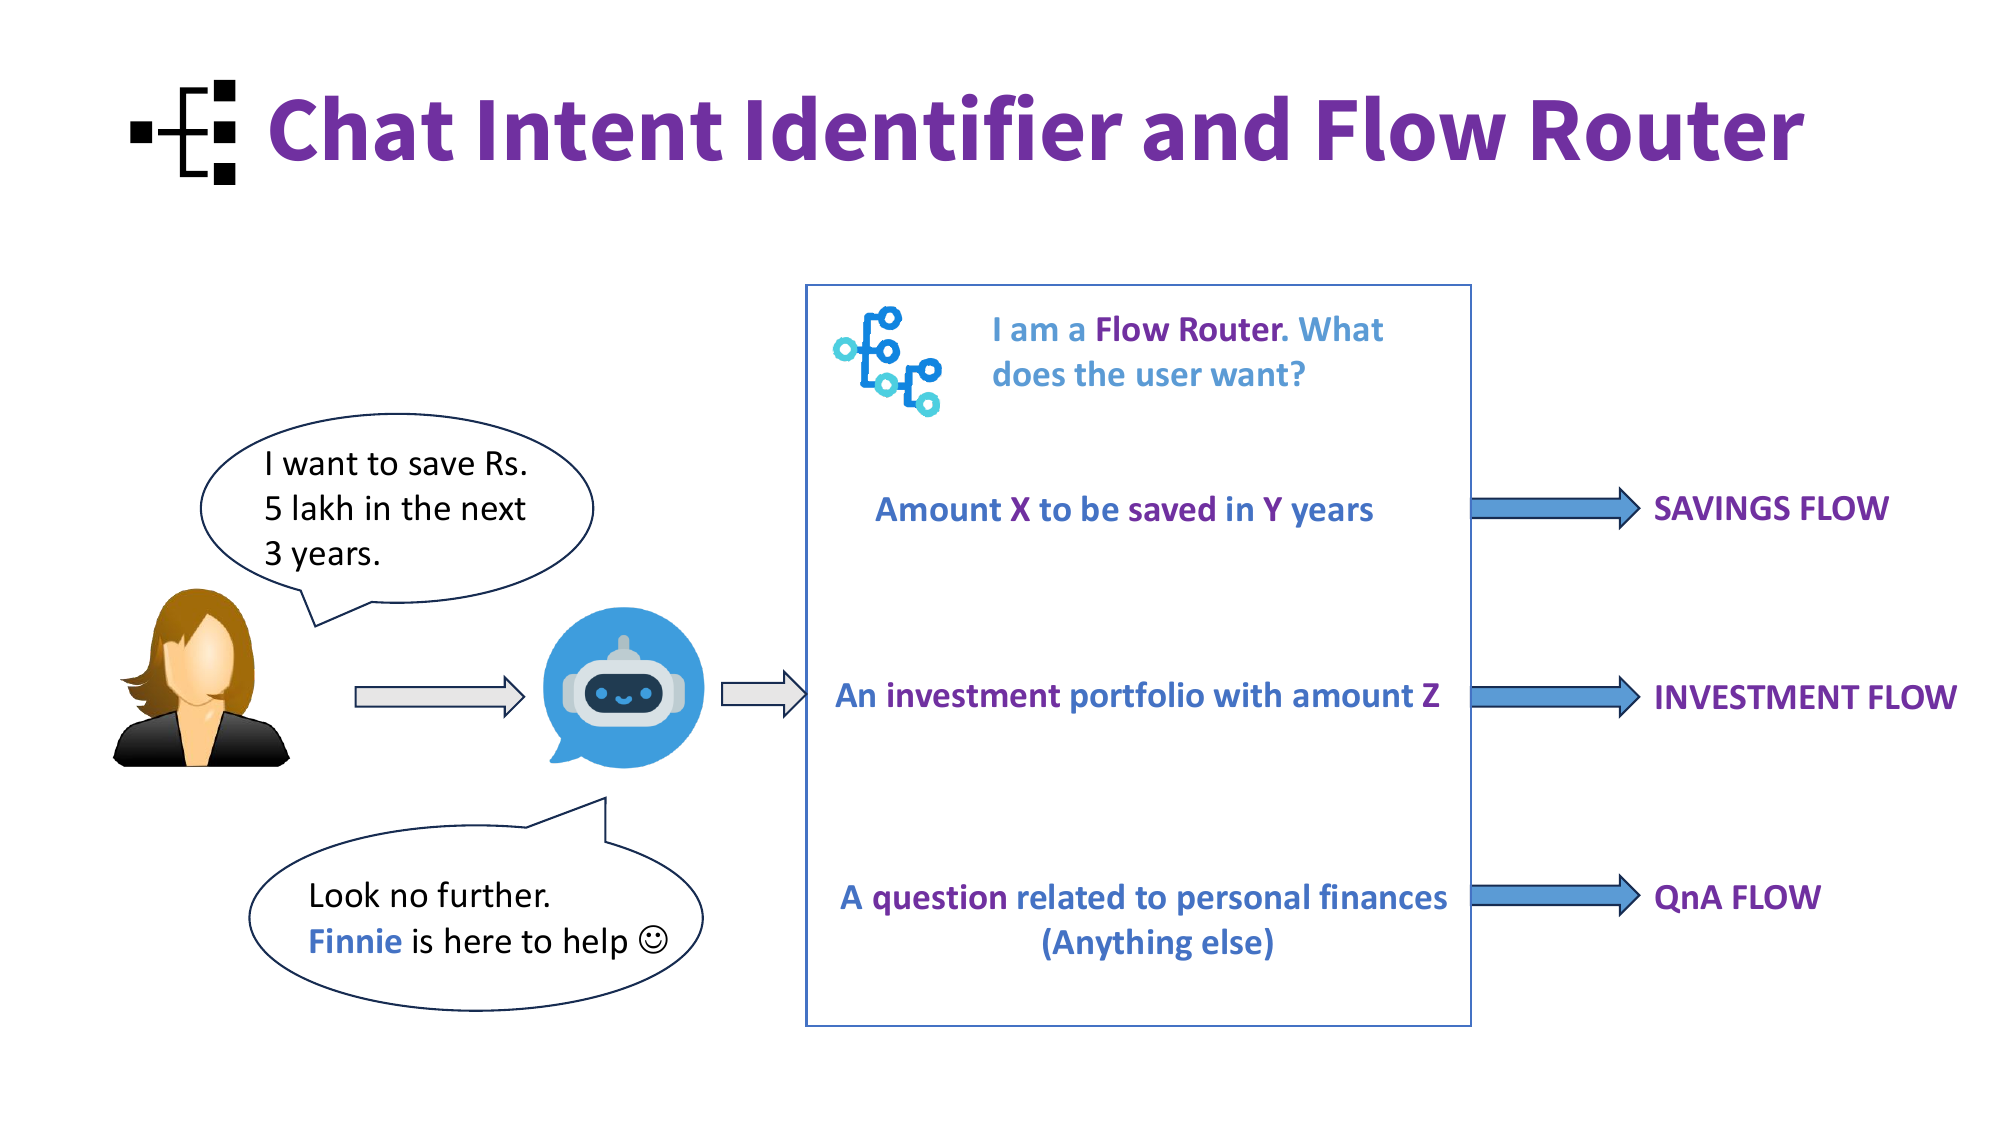 Chat Intent Identifier and Flow Router
I am a Flow Router. What
does the user want?
I want to save Rs.
5 lakh in the next
3 years.
Amount X to be saved in Y years
SAVINGS FLOW
An investment portfolio with amount Z
INVESTMENT FLOW
Look no further.
Finnie is here to help ☺
A question related to personal finances
(Anything else)
QnA FLOW